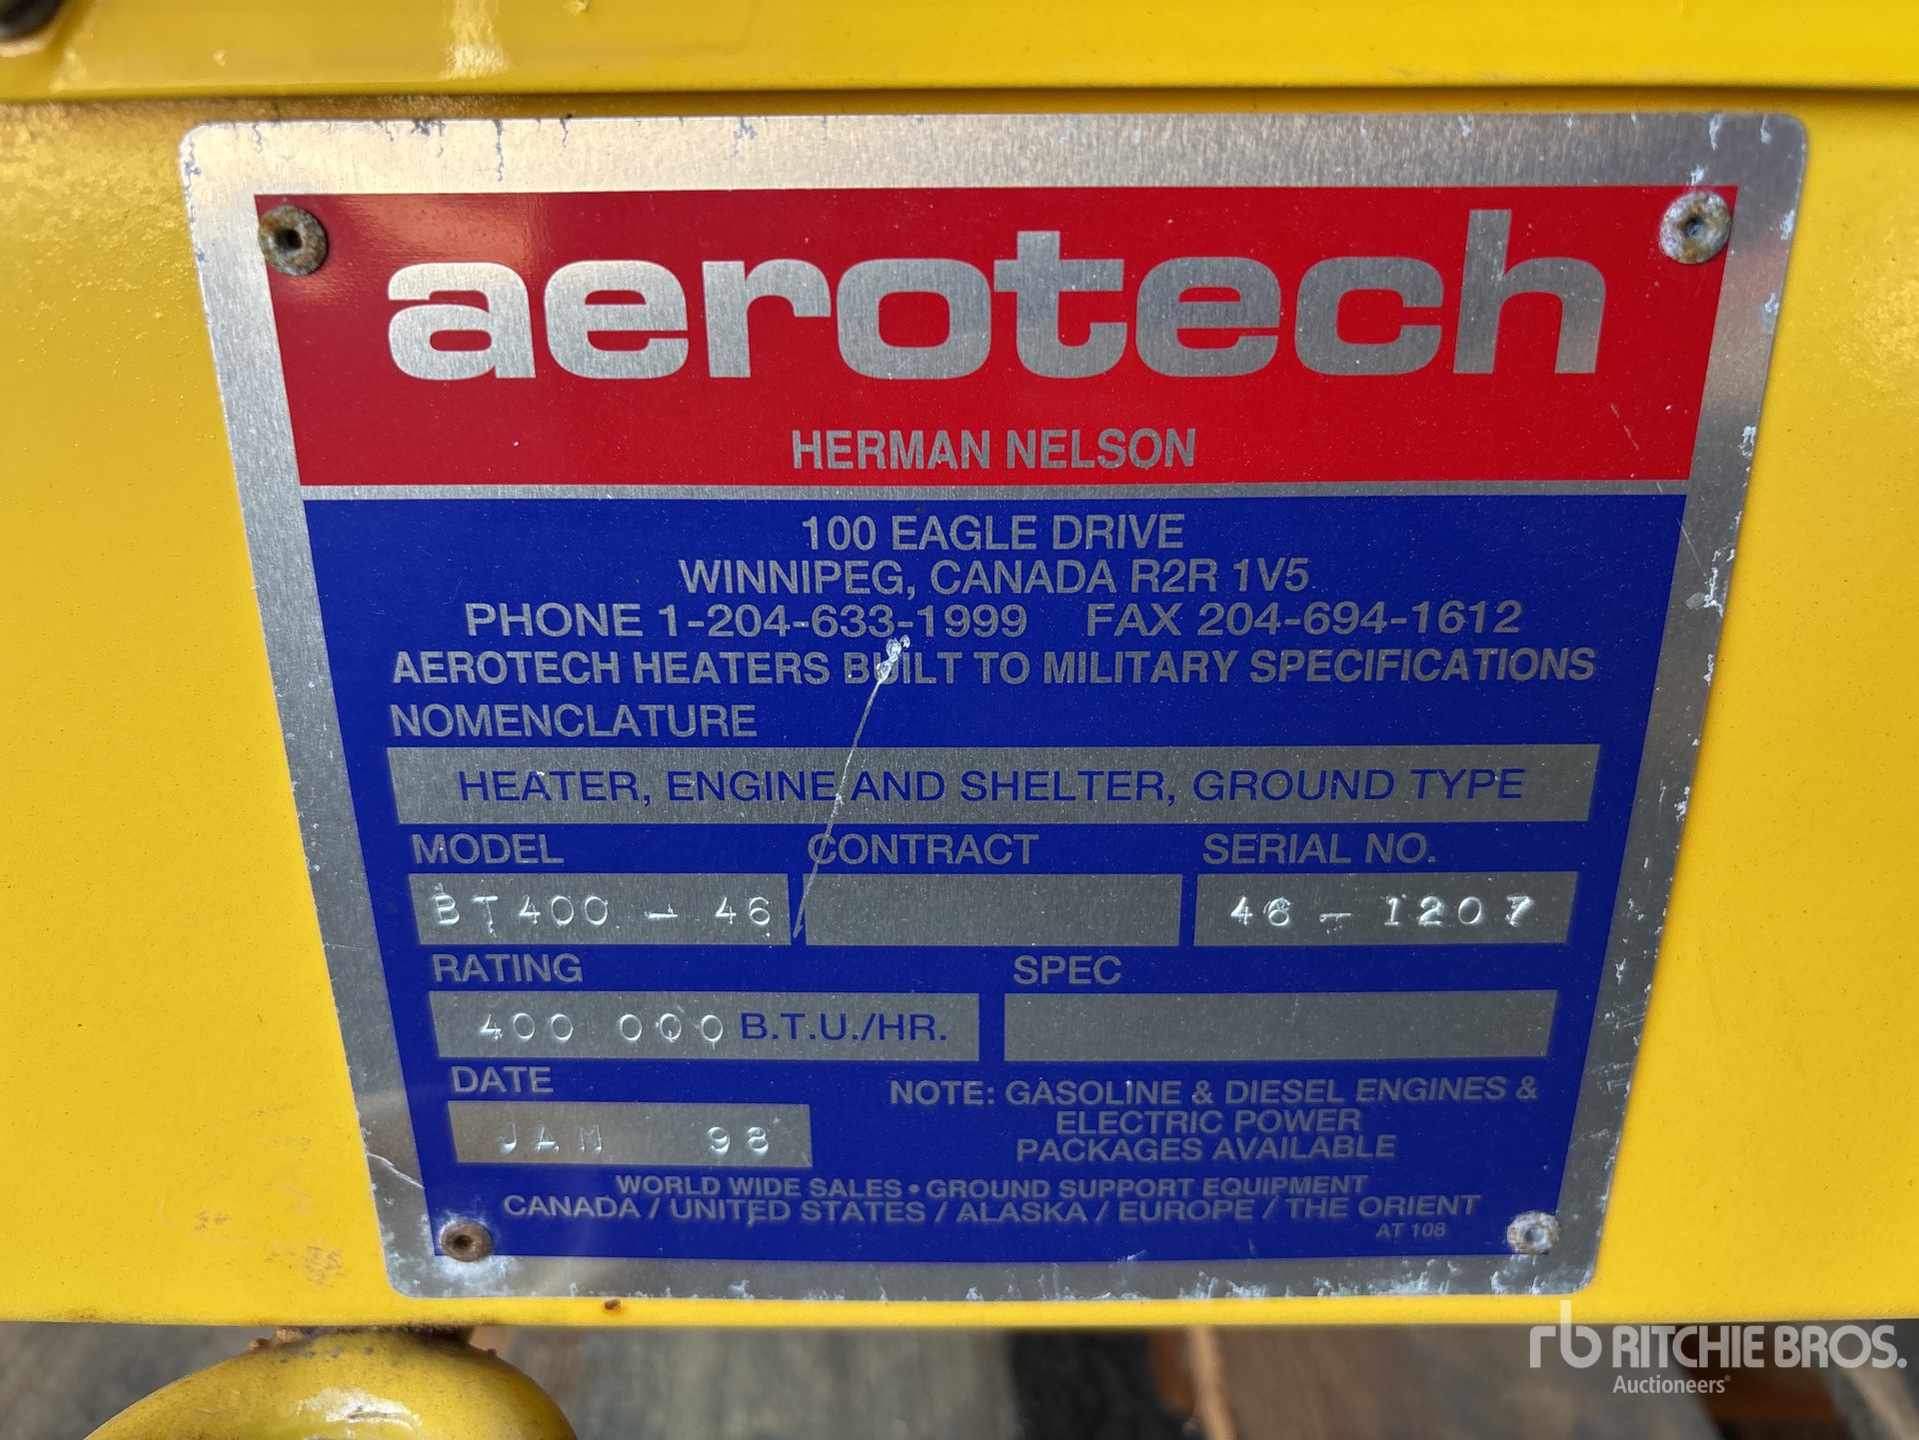 aerotech
HERMAN NELSON
100 EAGLE DRIVE
WINNIPEG, CANADA R2R 1V5
PHONE 1-204-633-1999 FAX 204-694-1612
AEROTECH HEATERS BUILT TO MILITARY SPECIFICATIONS
NOMENCLATURE
HEATER, ENGINE AND SHELTER, GROUND TYPE
MODEL CONTRACT SERIAL NO.
BT400 - 46 46 - 1207
RATING SPEC
400 000 B.T.U./HR.
DATE
JAN 98
NOTE: GASOLINE & DIESEL ENGINES &
ELECTRIC POWER
PACKAGES AVAILABLE
WORLD WIDE SALES • GROUND SUPPORT EQUIPMENT
CANADA / UNITED STATES / ALASKA / EUROPE / THE ORIENT
AT 108
rb RITCHIE BROS.
Auctioneers®